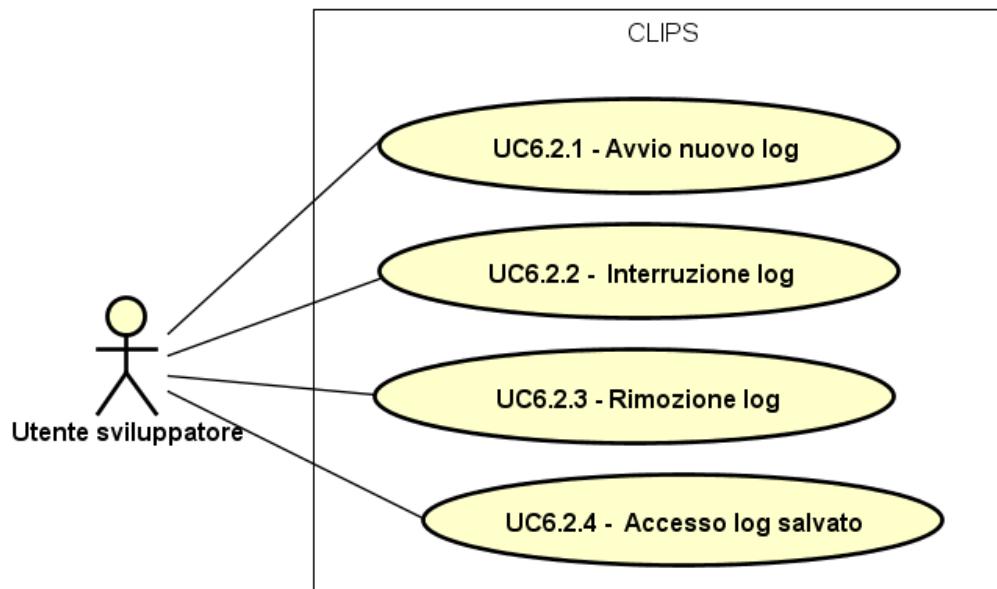 CLIPS
UC6.2.1 - Avvio nuovo log
UC6.2.2 - Interruzione log
UC6.2.3 - Rimozione log
Utente sviluppatore
UC6.2.4 - Accesso log salvato